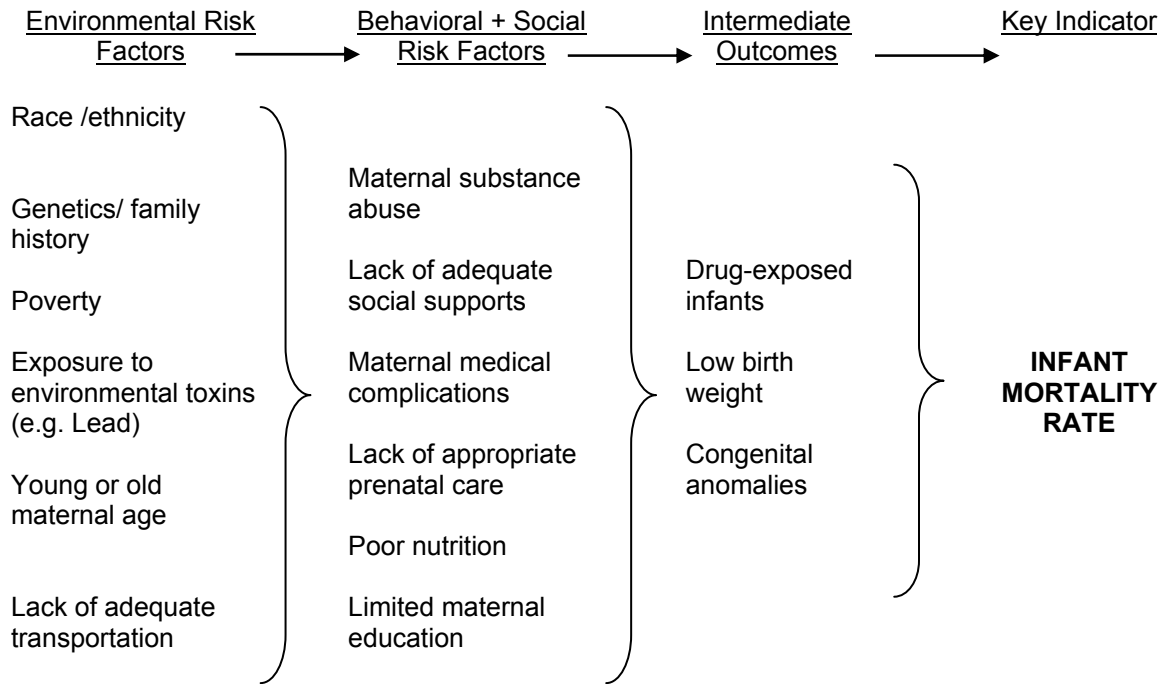 Environmental Risk
Factors
Behavioral + Social
Risk Factors
Intermediate
Outcomes
Key Indicator
Race /ethnicity
Genetics/ family
history
Poverty
Exposure to
environmental toxins
(e.g. Lead)
Young or old
maternal age
Lack of adequate
transportation
Maternal substance
abuse
Lack of adequate
social supports
Maternal medical
complications
Lack of appropriate
prenatal care
Poor nutrition
Limited maternal
education
Drug-exposed
infants
Low birth
weight
Congenital
anomalies
INFANT
MORTALITY
RATE